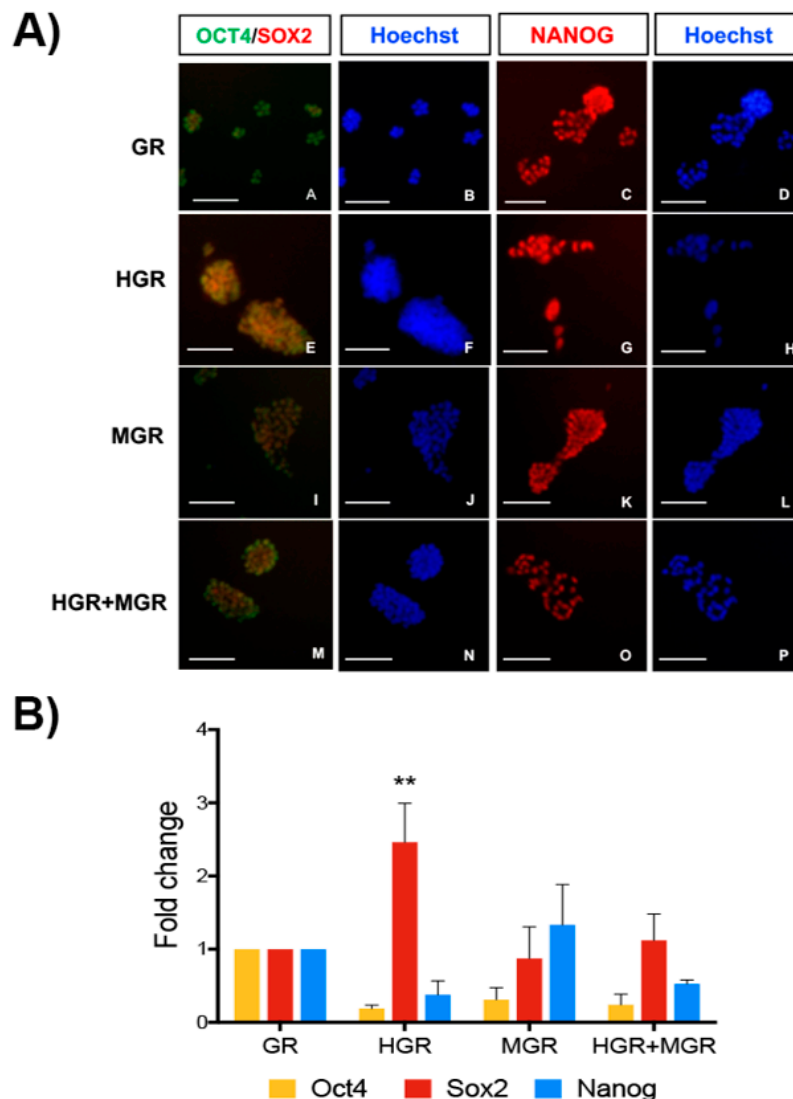 A)
OCT4/SOX2 Hoechst NANOG Hoechst
GR A B C D
HGR E F G H
MGR I J K L
HGR+MGR M N O P
B)
Fold change
4
3
2
1
0
**
GR HGR MGR HGR+MGR
Oct4 Sox2 Nanog